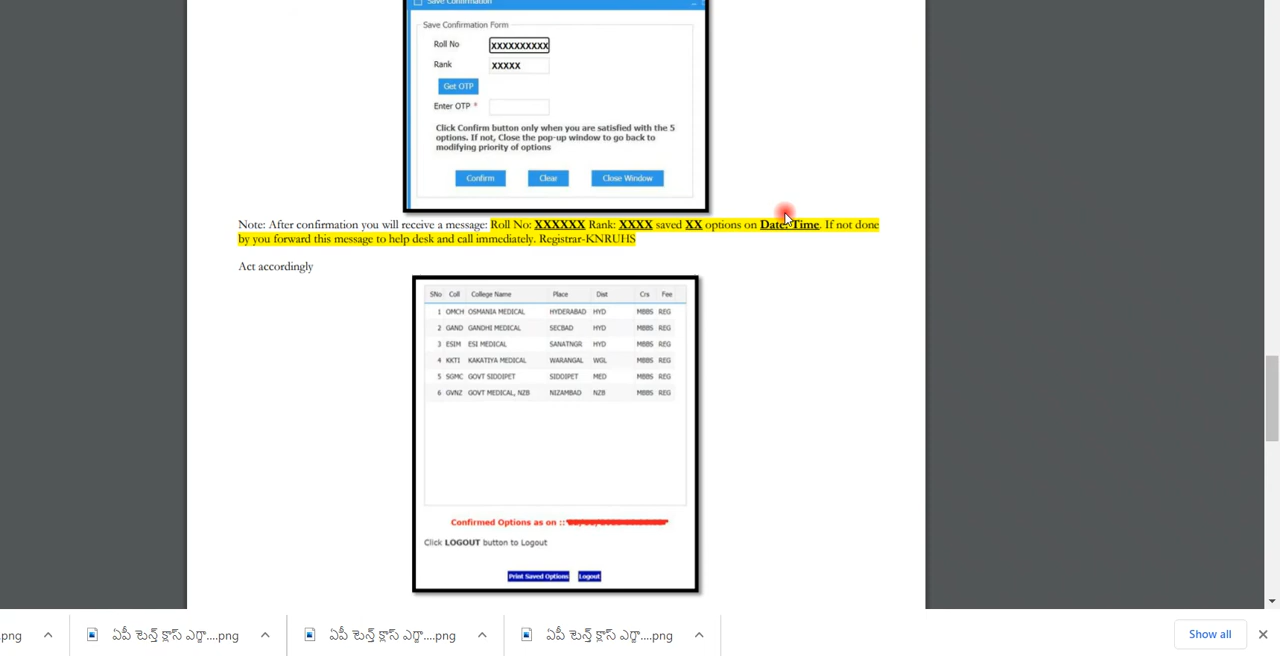 Save Confirmation
Save Confirmation Form
Roll No XXXXXXXXXX
Rank XXXXX
Get OTP
Enter OTP *
Click Confirm button only when you are satisfied with the 5
options. If not, Close the pop-up window to go back to
modifying priority of options
Confirm Clear Close Window
Note: After confirmation you will receive a message: Roll No: XXXXXX Rank: XXXX saved XX options on Date: Time. If not done
by you forward this message to help desk and call immediately. Registrar-KNRUHS
Act accordingly
SNo Coll College Name Place Dist Crs Fee
1 OMCH OSMANIA MEDICAL HYDERABAD HYD MBBS REG
2 GAND GANDHI MEDICAL SECBAD HYD MBBS REG
3 ESIM ESI MEDICAL SANATNGR HYD MBBS REG
4 KKTI KAKATIYA MEDICAL WARANGAL WGL MBBS REG
5 SGMC GOVT SIDDIPET SIDDIPET MED MBBS REG
6 GVNZ GOVT MEDICAL, NZB NIZAMBAD NZB MBBS REG
Confirmed Options as on ::
Click LOGOUT button to Logout
Print Saved Options Logout
.png ఏపీ టెన్త్ క్లాస్ ఎగ్జా....png ఏపీ టెన్త్ క్లాస్ ఎగ్జా....png ఏపీ టెన్త్ క్లాస్ ఎగ్జా....png Show all